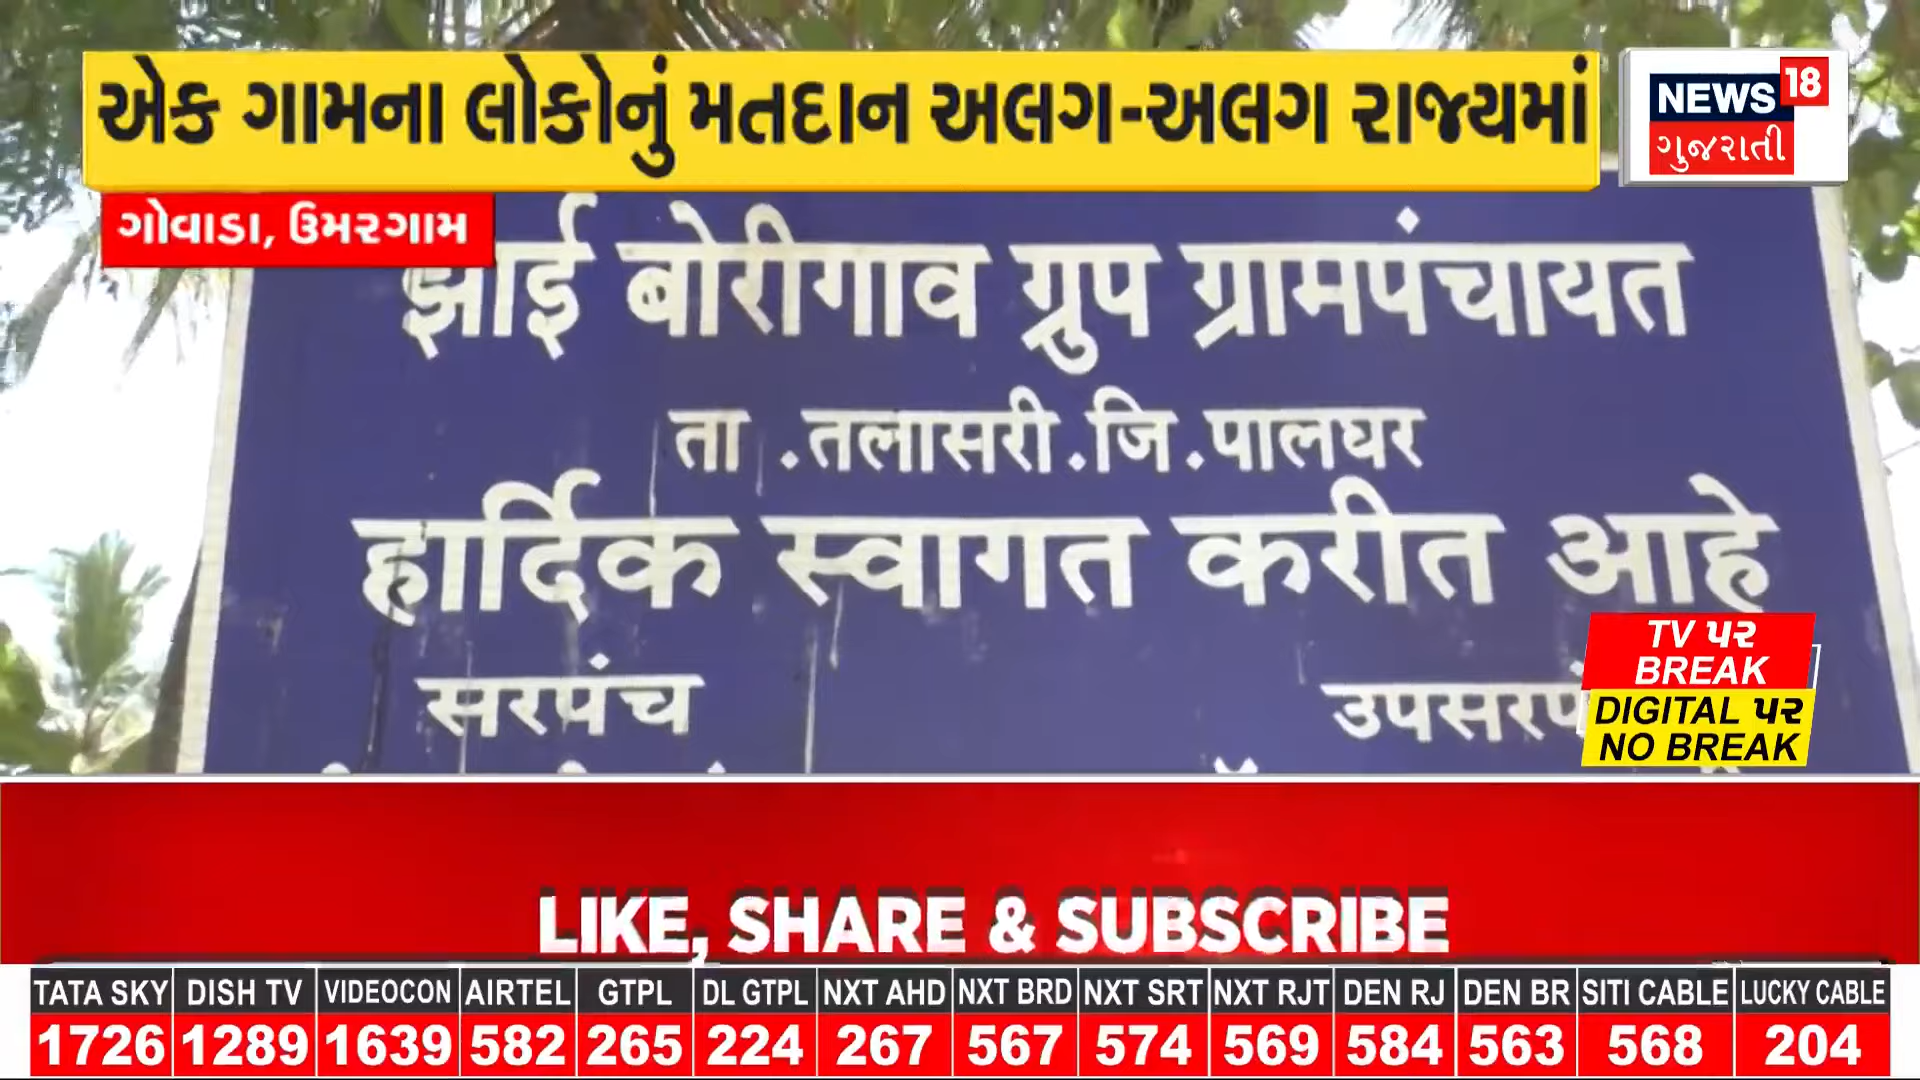 એક ગામના લોકોનું મતદાન અલગ-અલગ રાજ્યમાં
NEWS 18
ગુજરાતી
ગોવાડા, ઉમરગામ
झाई बोरीगाव ग्रुप ग्रामपंचायत
ता .तलासरी.जि.पालघर
हार्दिक स्वागत करीत आहे
सरपंच
TV પર
BREAK
DIGITAL પર
NO BREAK
LIKE, SHARE & SUBSCRIBE
TATA SKY DISH TV VIDEOCON AIRTEL GTPL DL GTPL NXT AHD NXT BRD NXT SRT NXT RJT DEN RJ DEN BR SITI CABLE LUCKY CABLE
1726 1289 1639 582 265 224 267 567 574 569 584 563 568 204